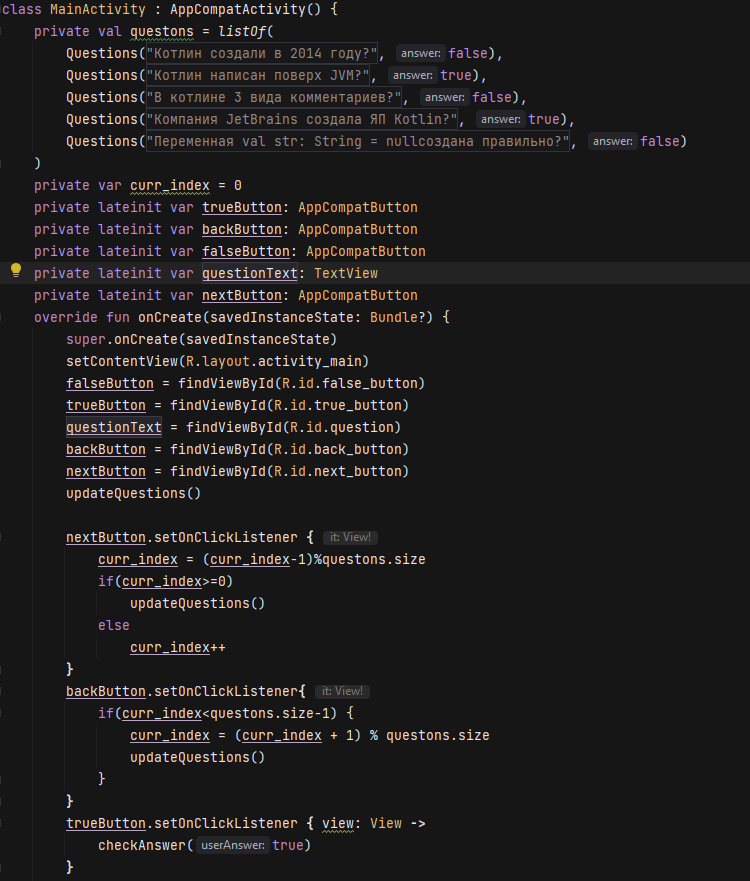 class MainActivity : AppCompatActivity() {
private val questons = listOf(
Questions("Котлин создали в 2014 году?", answer: false),
Questions("Котлин написан поверх JVM?", answer: true),
Questions("В котлине 3 вида комментариев?", answer: false),
Questions("Компания JetBrains создала ЯП Kotlin?", answer: true),
Questions("Переменная val str: String = nullсоздана правильно?", answer: false)
)
private var curr_index = 0
private lateinit var trueButton: AppCompatButton
private lateinit var backButton: AppCompatButton
private lateinit var falseButton: AppCompatButton
private lateinit var questionText: TextView
private lateinit var nextButton: AppCompatButton
override fun onCreate(savedInstanceState: Bundle?) {
super.onCreate(savedInstanceState)
setContentView(R.layout.activity_main)
falseButton = findViewById(R.id.false_button)
trueButton = findViewById(R.id.true_button)
questionText = findViewById(R.id.question)
backButton = findViewById(R.id.back_button)
nextButton = findViewById(R.id.next_button)
updateQuestions()
nextButton.setOnClickListener { it: View!
curr_index = (curr_index-1)%questons.size
if(curr_index>=0)
updateQuestions()
else
curr_index++
}
backButton.setOnClickListener{ it: View!
if(curr_index<questons.size-1) {
curr_index = (curr_index + 1) % questons.size
updateQuestions()
}
}
trueButton.setOnClickListener { view: View ->
checkAnswer( userAnswer: true)
}